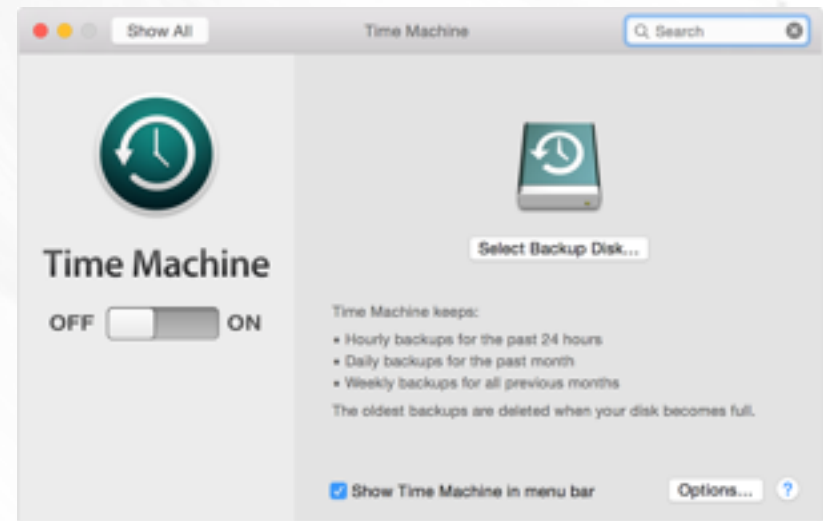 Show All
Time Machine
Search
Time Machine
OFF ON
Select Backup Disk...
Time Machine keeps:
• Hourly backups for the past 24 hours
• Daily backups for the past month
• Weekly backups for all previous months
The oldest backups are deleted when your disk becomes full.
Show Time Machine in menu bar
Options...
?